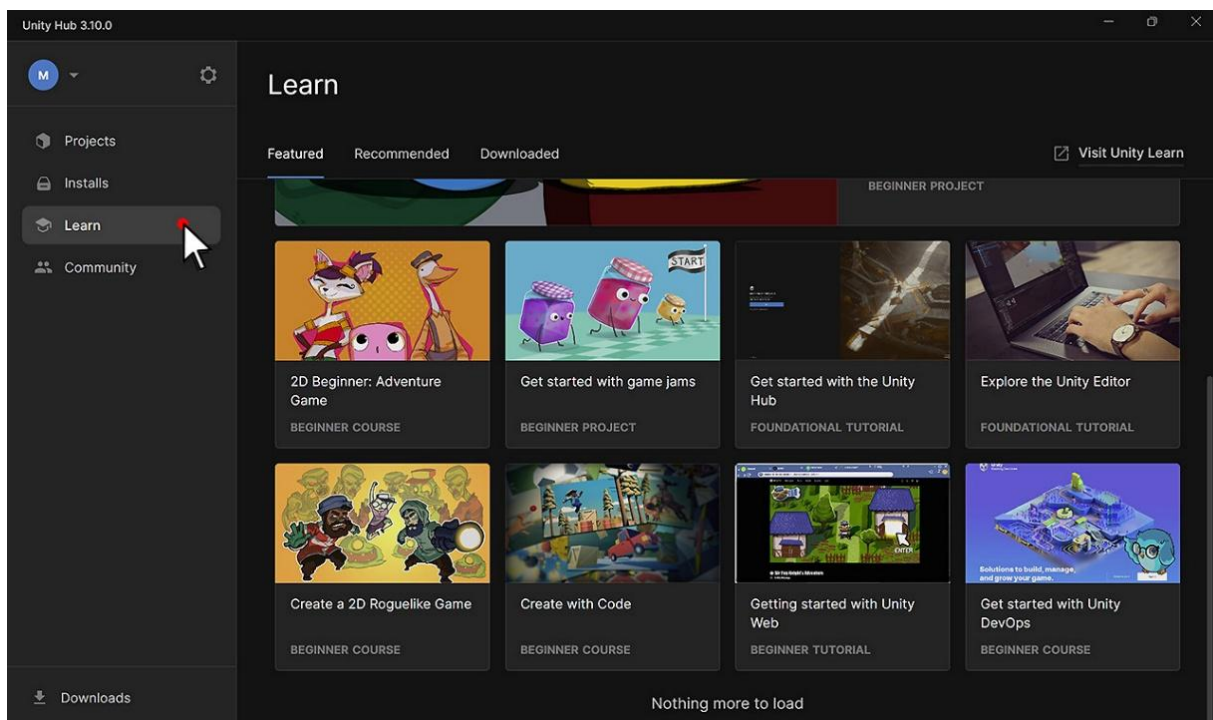 Unity Hub 3.10.0
M
Projects
Installs
Learn
Community
Downloads
Learn
Featured Recommended Downloaded
Visit Unity Learn
BEGINNER PROJECT
START
2D Beginner: Adventure
Game
BEGINNER COURSE
Get started with game jams
BEGINNER PROJECT
Get started with the Unity
Hub
FOUNDATIONAL TUTORIAL
Explore the Unity Editor
FOUNDATIONAL TUTORIAL
Create a 2D Roguelike Game
BEGINNER COURSE
Create with Code
BEGINNER COURSE
ENTER
Getting started with Unity
Web
BEGINNER TUTORIAL
Solutions to build, manage,
and grow your game.
Get started with Unity
DevOps
BEGINNER COURSE
Nothing more to load